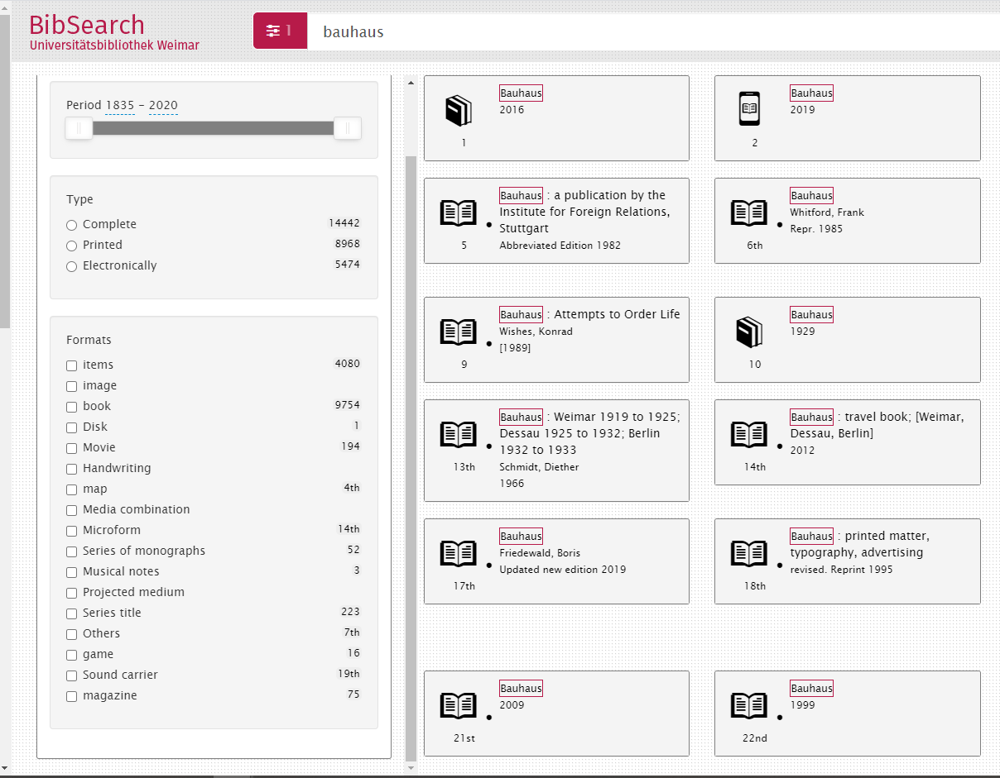 BibSearch
Universitätsbibliothek Weimar
1
bauhaus
Period 1835 – 2020
Type
Complete 14442
Printed 8968
Electronically 5474
Formats
items 4080
image
book 9754
Disk 1
Movie 194
Handwriting
map 4th
Media combination
Microform 14th
Series of monographs 52
Musical notes 3
Projected medium
Series title 223
Others 7th
game 16
Sound carrier 19th
magazine 75
Bauhaus
2016
1
Bauhaus
2019
2
Bauhaus : a publication by the
Institute for Foreign Relations,
Stuttgart
Abbreviated Edition 1982
5
Bauhaus
Whitford, Frank
Repr. 1985
6th
Bauhaus : Attempts to Order Life
Wishes, Konrad
[1989]
9
Bauhaus
1929
10
Bauhaus : Weimar 1919 to 1925;
Dessau 1925 to 1932; Berlin
1932 to 1933
Schmidt, Diether
1966
13th
Bauhaus : travel book; [Weimar,
Dessau, Berlin]
2012
14th
Bauhaus
Friedewald, Boris
Updated new edition 2019
17th
Bauhaus : printed matter,
typography, advertising
revised. Reprint 1995
18th
Bauhaus
2009
21st
Bauhaus
1999
22nd